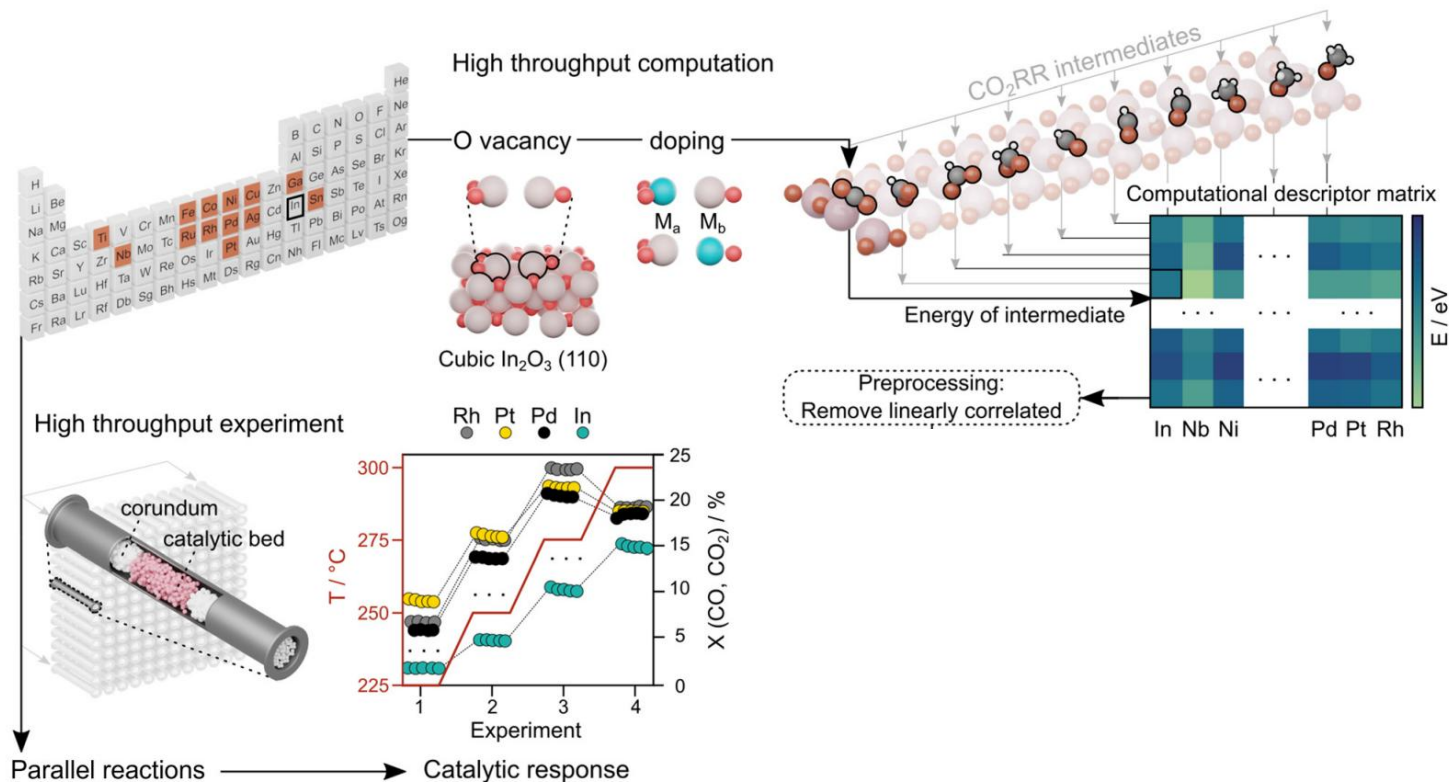 High throughput computation
CO₂RR intermediates
He
B C N O F Ne
Al Si P S Cl Ar
H
Li Be
Na Mg
K Ca Sc Ti V Cr Mn Fe Co Ni Cu Zn Ga Ge As Se Br Kr
Rb Sr Y Zr Nb Mo Tc Ru Rh Pd Ag Cd In Sn Sb Te I Xe
Cs Ba Lu Hf Ta W Re Os Ir Pt Au Hg Tl Pb Bi Po At Rn
Fr Ra Lr Rf Db Sg Bh Hs Mt Ds Rg Cn Nh Fl Mc Lv Ts Og
O vacancy
doping
Mₐ M_b
Cubic In₂O₃ (110)
Computational descriptor matrix
. . .
Energy of intermediate
. . . . . . . . .
. . .
E / eV
In Nb Ni Pd Pt Rh
Preprocessing:
Remove linearly correlated
High throughput experiment
corundum
catalytic bed
Rh Pt Pd In
T / °C
300
275
250
225
. . .
. . .
. . .
25
20
15
10
5
0
X (CO, CO₂) / %
1 2 3 4
Experiment
Parallel reactions
Catalytic response